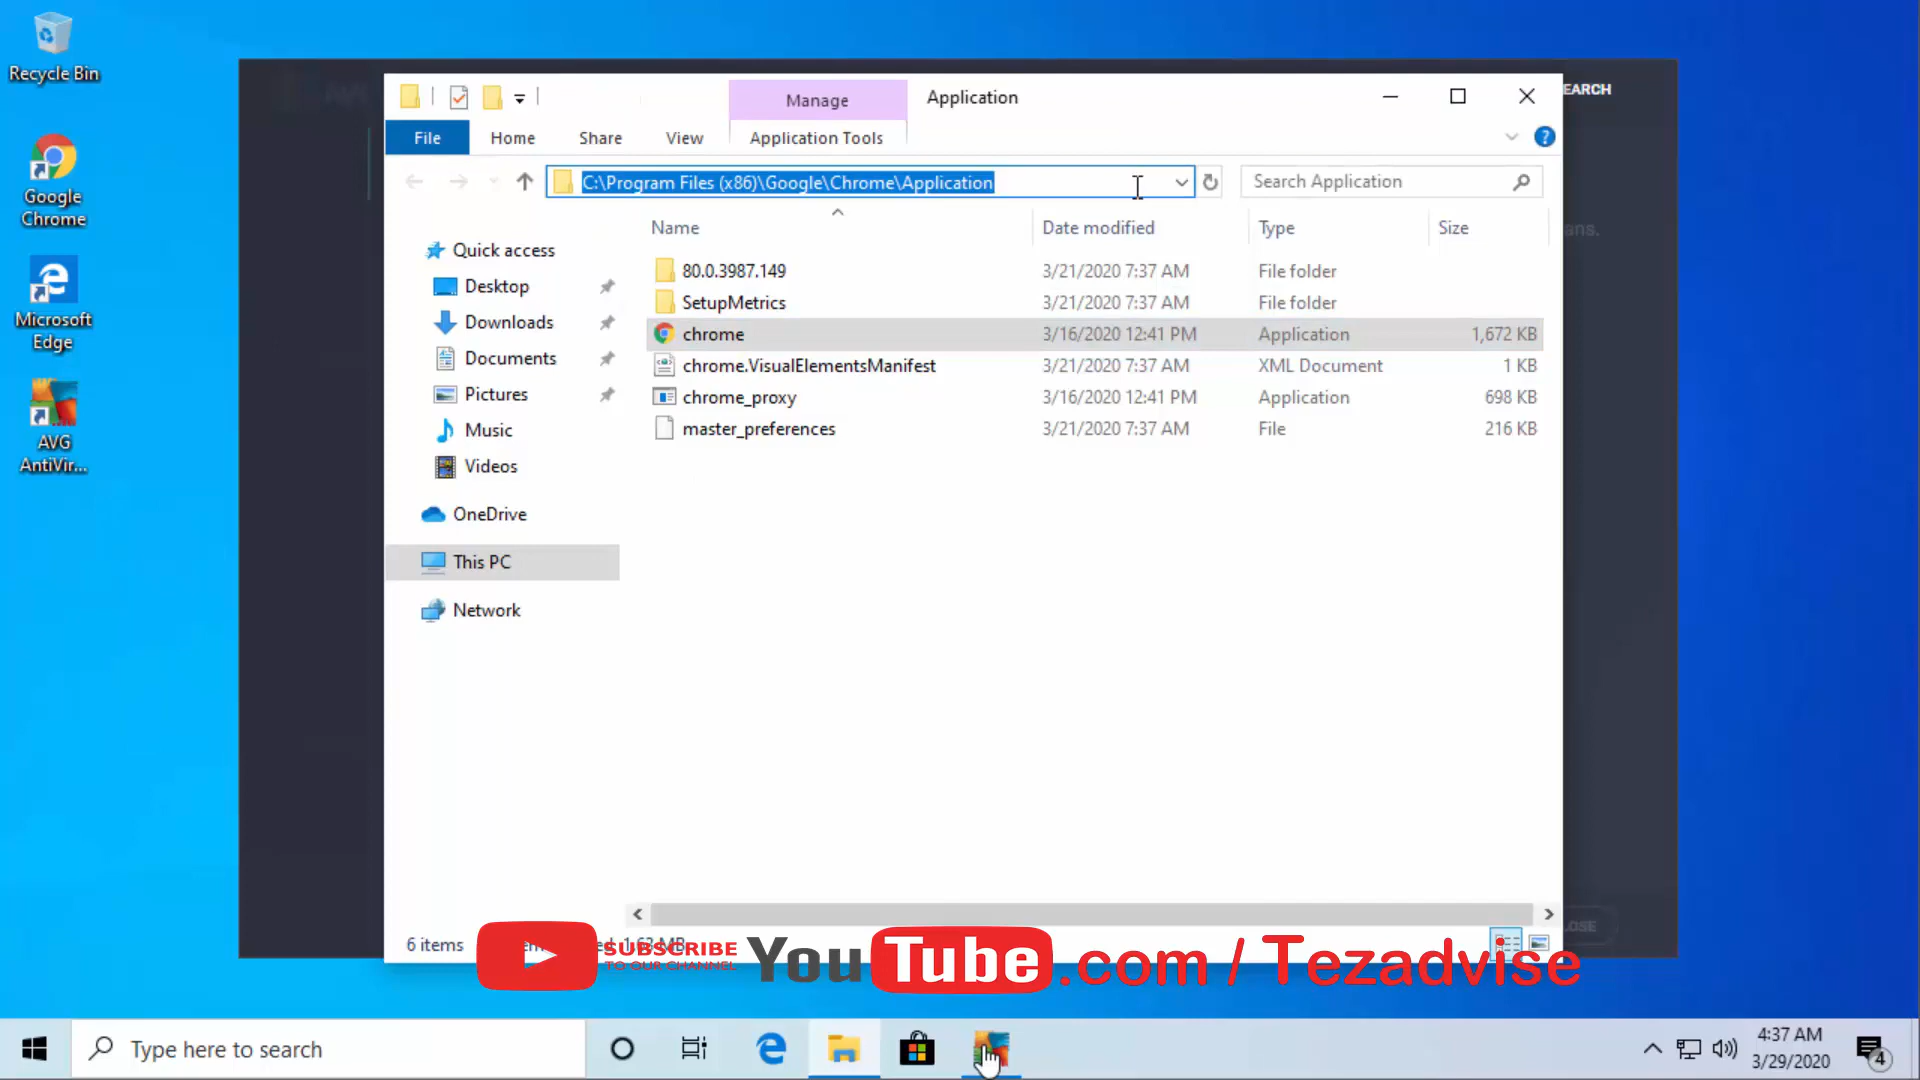 Recycle Bin
Google
Chrome
Microsoft
Edge
AVG
AntiVir...
EARCH
Manage
Application
File
Home
Share
View
Application Tools
C:\Program Files (x86)\Google\Chrome\Application
Search Application
Name
Date modified
Type
Size
ans.
80.0.3987.149
3/21/2020 7:37 AM
File folder
SetupMetrics
3/21/2020 7:37 AM
File folder
chrome
3/16/2020 12:41 PM
Application
1,672 KB
chrome.VisualElementsManifest
3/21/2020 7:37 AM
XML Document
1 KB
chrome_proxy
3/16/2020 12:41 PM
Application
698 KB
master_preferences
3/21/2020 7:37 AM
File
216 KB
Quick access
Desktop
Downloads
Documents
Pictures
Music
Videos
OneDrive
This PC
Network
6 items
1.63 MB
SUBSCRIBE
TO OUR CHANNEL
YouTube.com / Tezadvise
Type here to search
4:37 AM
3/29/2020
4